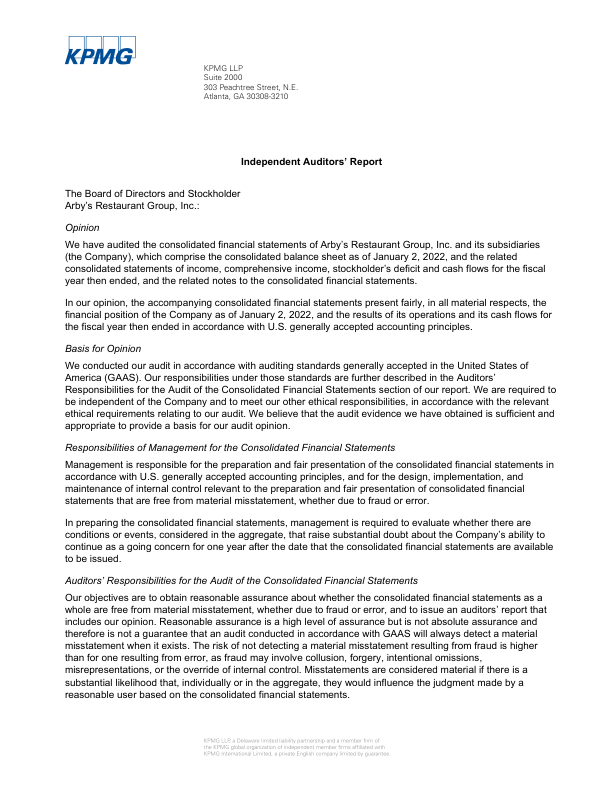 KPMG
KPMG LLP
Suite 2000
303 Peachtree Street, N.E.
Atlanta, GA 30308-3210
Independent Auditors’ Report
The Board of Directors and Stockholder
Arby’s Restaurant Group, Inc.:
Opinion
We have audited the consolidated financial statements of Arby’s Restaurant Group, Inc. and its subsidiaries
(the Company), which comprise the consolidated balance sheet as of January 2, 2022, and the related
consolidated statements of income, comprehensive income, stockholder’s deficit and cash flows for the fiscal
year then ended, and the related notes to the consolidated financial statements.
In our opinion, the accompanying consolidated financial statements present fairly, in all material respects, the
financial position of the Company as of January 2, 2022, and the results of its operations and its cash flows for
the fiscal year then ended in accordance with U.S. generally accepted accounting principles.
Basis for Opinion
We conducted our audit in accordance with auditing standards generally accepted in the United States of
America (GAAS). Our responsibilities under those standards are further described in the Auditors’
Responsibilities for the Audit of the Consolidated Financial Statements section of our report. We are required to
be independent of the Company and to meet our other ethical responsibilities, in accordance with the relevant
ethical requirements relating to our audit. We believe that the audit evidence we have obtained is sufficient and
appropriate to provide a basis for our audit opinion.
Responsibilities of Management for the Consolidated Financial Statements
Management is responsible for the preparation and fair presentation of the consolidated financial statements in
accordance with U.S. generally accepted accounting principles, and for the design, implementation, and
maintenance of internal control relevant to the preparation and fair presentation of consolidated financial
statements that are free from material misstatement, whether due to fraud or error.
In preparing the consolidated financial statements, management is required to evaluate whether there are
conditions or events, considered in the aggregate, that raise substantial doubt about the Company’s ability to
continue as a going concern for one year after the date that the consolidated financial statements are available
to be issued.
Auditors’ Responsibilities for the Audit of the Consolidated Financial Statements
Our objectives are to obtain reasonable assurance about whether the consolidated financial statements as a
whole are free from material misstatement, whether due to fraud or error, and to issue an auditors’ report that
includes our opinion. Reasonable assurance is a high level of assurance but is not absolute assurance and
therefore is not a guarantee that an audit conducted in accordance with GAAS will always detect a material
misstatement when it exists. The risk of not detecting a material misstatement resulting from fraud is higher
than for one resulting from error, as fraud may involve collusion, forgery, intentional omissions,
misrepresentations, or the override of internal control. Misstatements are considered material if there is a
substantial likelihood that, individually or in the aggregate, they would influence the judgment made by a
reasonable user based on the consolidated financial statements.
KPMG LLP, a Delaware limited liability partnership and a member firm of
the KPMG global organization of independent member firms affiliated with
KPMG International Limited, a private English company limited by guarantee.